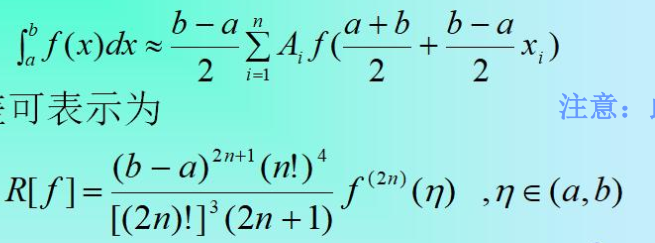 ∫_a^b f(x)dx ≈ (b − a)/2 ∑_{i=1}^{n} A_i f((a + b)/2 + (b − a)/2 x_i)
可表示为 注意：
R[f] = (b − a)^{2n+1}(n!)^4 / [(2n)!]^3(2n + 1) f^{(2n)}(η) , η ∈ (a, b)